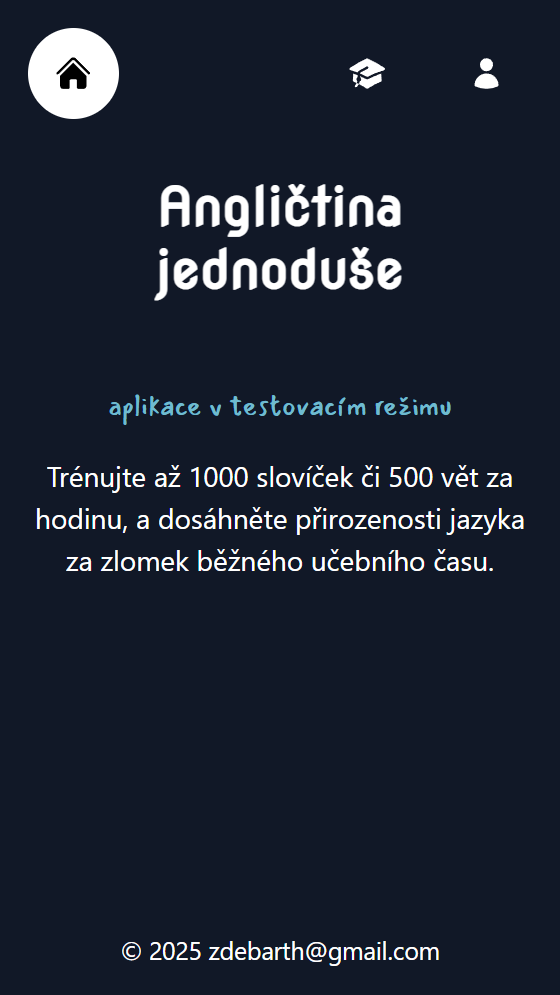 Angličtina
jednoduše
aplikace v testovacím režimu
Trénujte až 1000 slovíček či 500 vět za
hodinu, a dosáhněte přirozenosti jazyka
za zlomek běžného učebního času.
© 2025 zdebarth@gmail.com